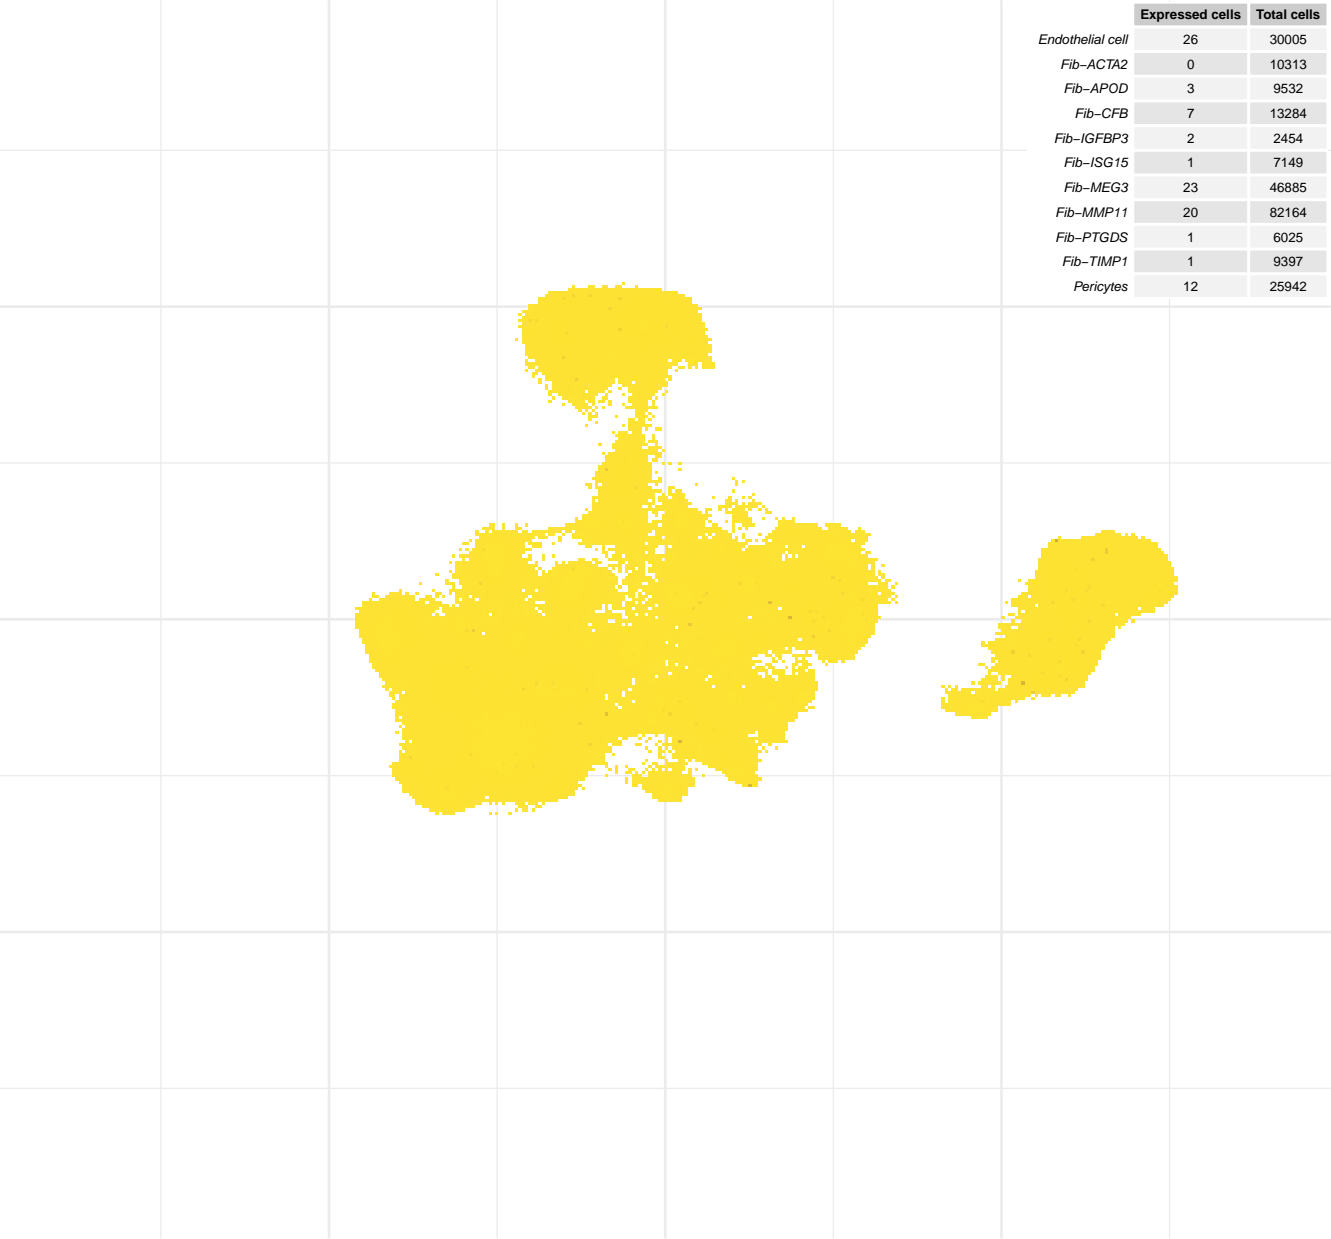 Expressed cells Total cells
Endothelial cell 26 30005
Fib−ACTA2 0 10313
Fib−APOD 3 9532
Fib−CFB 7 13284
Fib−IGFBP3 2 2454
Fib−ISG15 1 7149
Fib−MEG3 23 46885
Fib−MMP11 20 82164
Fib−PTGDS 1 6025
Fib−TIMP1 1 9397
Pericytes 12 25942